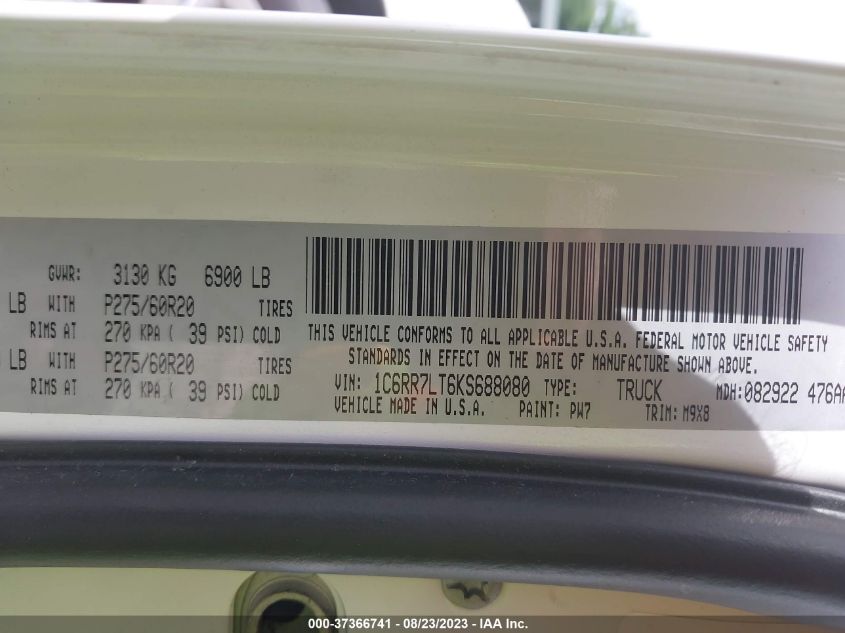 GVWR: 3130 KG 6900 LB
LB WITH P275/60R20 TIRES
RIMS AT 270 KPA ( 39 PSI) COLD
LB WITH P275/60R20 TIRES
RIMS AT 270 KPA ( 39 PSI) COLD
THIS VEHICLE CONFORMS TO ALL APPLICABLE U.S.A. FEDERAL MOTOR VEHICLE SAFETY
STANDARDS IN EFFECT ON THE DATE OF MANUFACTURE SHOWN ABOVE.
VIN: 1C6RR7LT6KS688080 TYPE: TRUCK MDH:082922 476AA
VEHICLE MADE IN U.S.A. PAINT: PW7 TRIM: M9X8
000-37366741 - 08/23/2023 - IAA Inc.